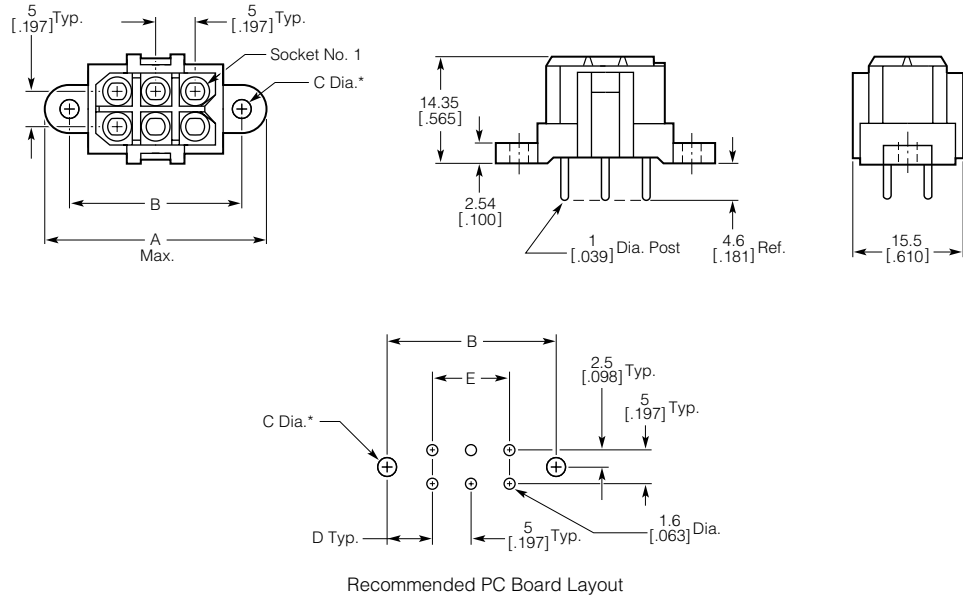 5
[.197] Typ.
5
[.197] Typ.
Socket No. 1
C Dia.*
B
A
Max.
14.35
[.565]
2.54
[.100]
1
[.039] Dia. Post
4.6
[.181] Ref.
15.5
[.610]
B
E
2.5
[.098] Typ.
5
[.197] Typ.
C Dia.*
D Typ.
5
[.197] Typ.
1.6
[.063] Dia.
Recommended PC Board Layout